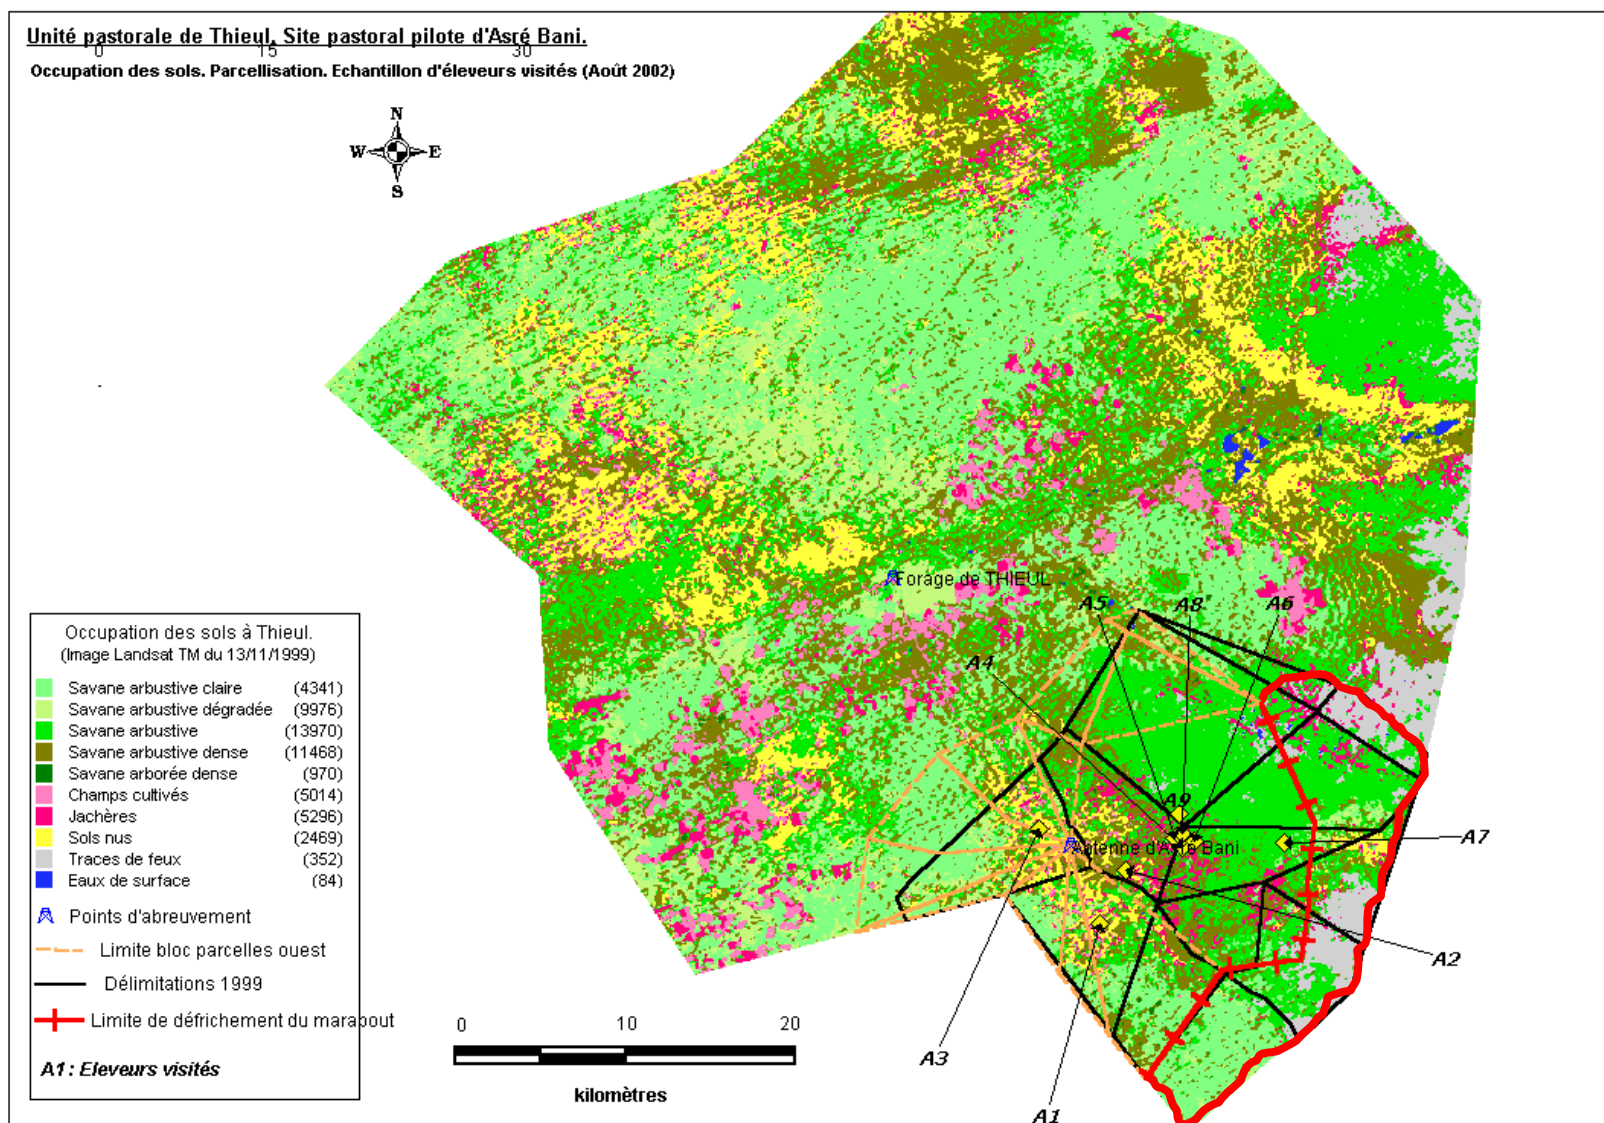 Unité pastorale de Thieul. Site pastoral pilote d'Asré Bani.
0 15 30
Occupation des sols. Parcellisation. Echantillon d'éleveurs visités (Août 2002)
N
W E
S
Forage de THIEUL
A5 A8 A6
A4
A9
Antenne d'Asré Bani
A7
A2
A3
A1
Occupation des sols à Thieul.
(Image Landsat TM du 13/11/1999)
Savane arbustive claire (4341)
Savane arbustive dégradée (9976)
Savane arbustive (13970)
Savane arbustive dense (11468)
Savane arborée dense (970)
Champs cultivés (5014)
Jachères (5296)
Sols nus (2469)
Traces de feux (352)
Eaux de surface (84)
Points d'abreuvement
Limite bloc parcelles ouest
Délimitations 1999
Limite de défrichement du marabout
A1 : Eleveurs visités
0 10 20
kilomètres